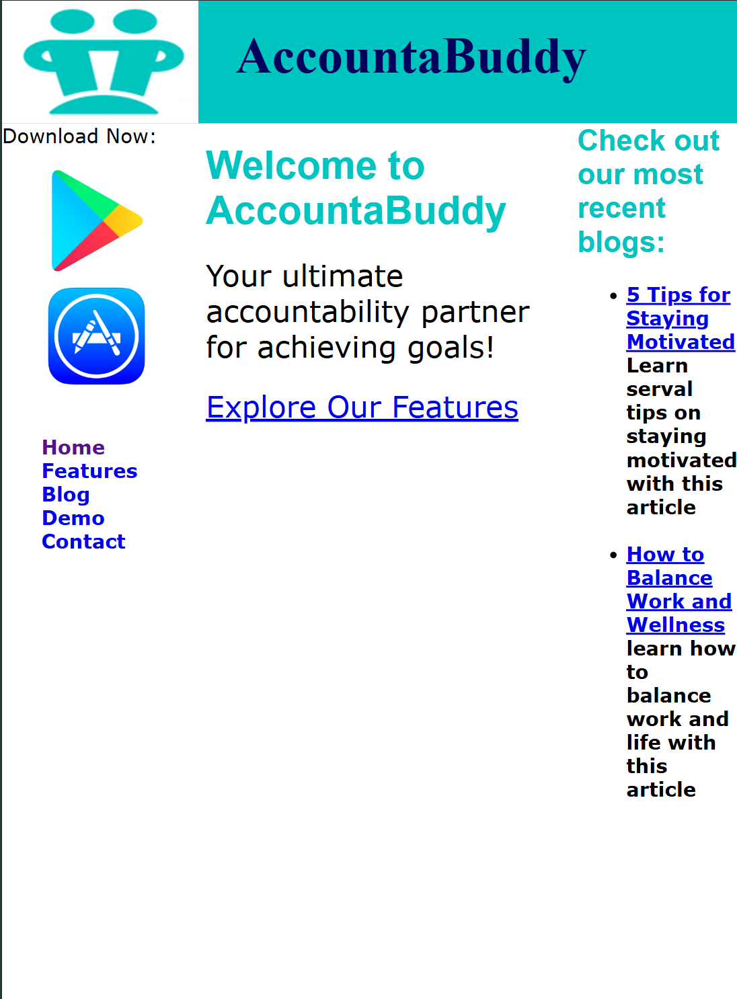 AccountaBuddy
Download Now:
Home
Features
Blog
Demo
Contact
Welcome to
AccountaBuddy
Your ultimate
accountability partner
for achieving goals!
Explore Our Features
Check out
our most
recent
blogs:
5 Tips for
Staying
Motivated
Learn
serval
tips on
staying
motivated
with this
article
How to
Balance
Work and
Wellness
learn how
to
balance
work and
life with
this
article